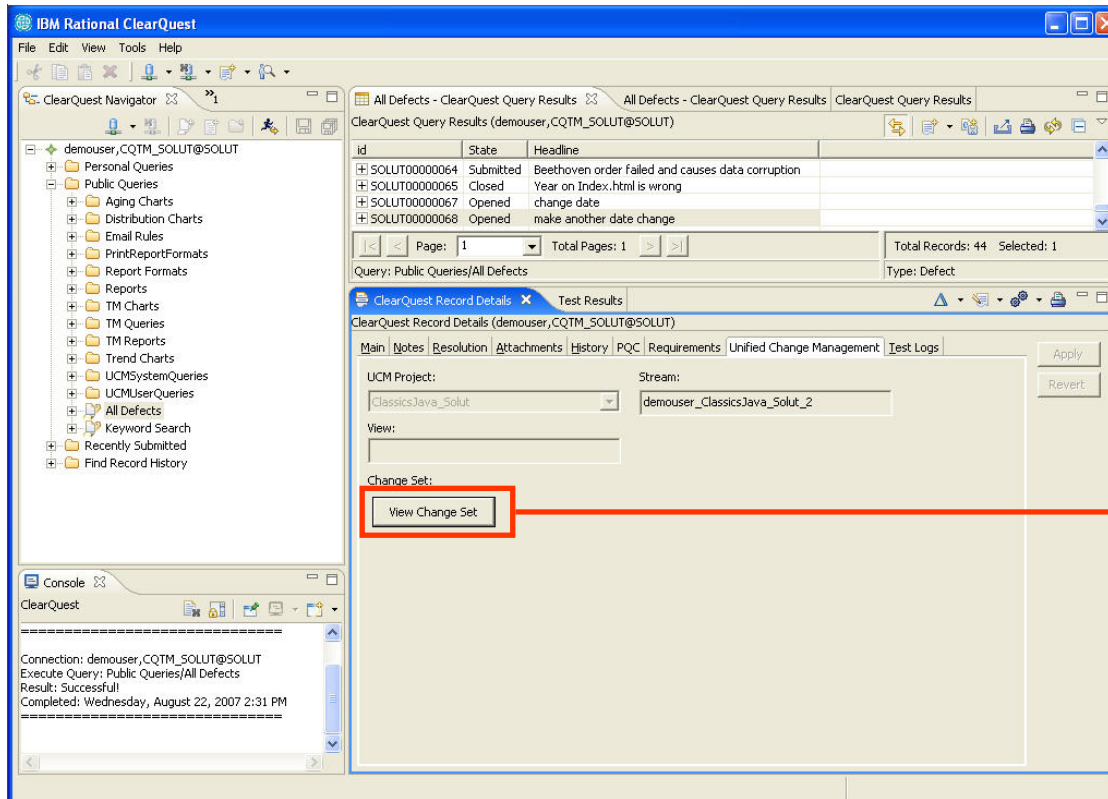 IBM Rational ClearQuest
File Edit View Tools Help
ClearQuest Navigator
»1
demouser,CQTM_SOLUT@SOLUT
Personal Queries
Public Queries
Aging Charts
Distribution Charts
Email Rules
PrintReportFormats
Report Formats
Reports
TM Charts
TM Queries
TM Reports
Trend Charts
UCMSystemQueries
UCMUserQueries
All Defects
Keyword Search
Recently Submitted
Find Record History
All Defects - ClearQuest Query Results All Defects - ClearQuest Query Results ClearQuest Query Results
ClearQuest Query Results (demouser,CQTM_SOLUT@SOLUT)
id State Headline
SOLUT00000064 Submitted Beethoven order failed and causes data corruption
SOLUT00000065 Closed Year on Index.html is wrong
SOLUT00000067 Opened change date
SOLUT00000068 Opened make another date change
|< < Page: 1 Total Pages: 1 > >| Total Records: 44 Selected: 1
Query: Public Queries/All Defects Type: Defect
ClearQuest Record Details Test Results
ClearQuest Record Details (demouser,CQTM_SOLUT@SOLUT)
Main Notes Resolution Attachments History PQC Requirements Unified Change Management Test Logs
Apply
Revert
UCM Project: Stream:
ClassicsJava_Solut demouser_ClassicsJava_Solut_2
View:
Change Set:
View Change Set
Console
ClearQuest
==============================
Connection: demouser,CQTM_SOLUT@SOLUT
Execute Query: Public Queries/All Defects
Result: Successful!
Completed: Wednesday, August 22, 2007 2:31 PM
==============================